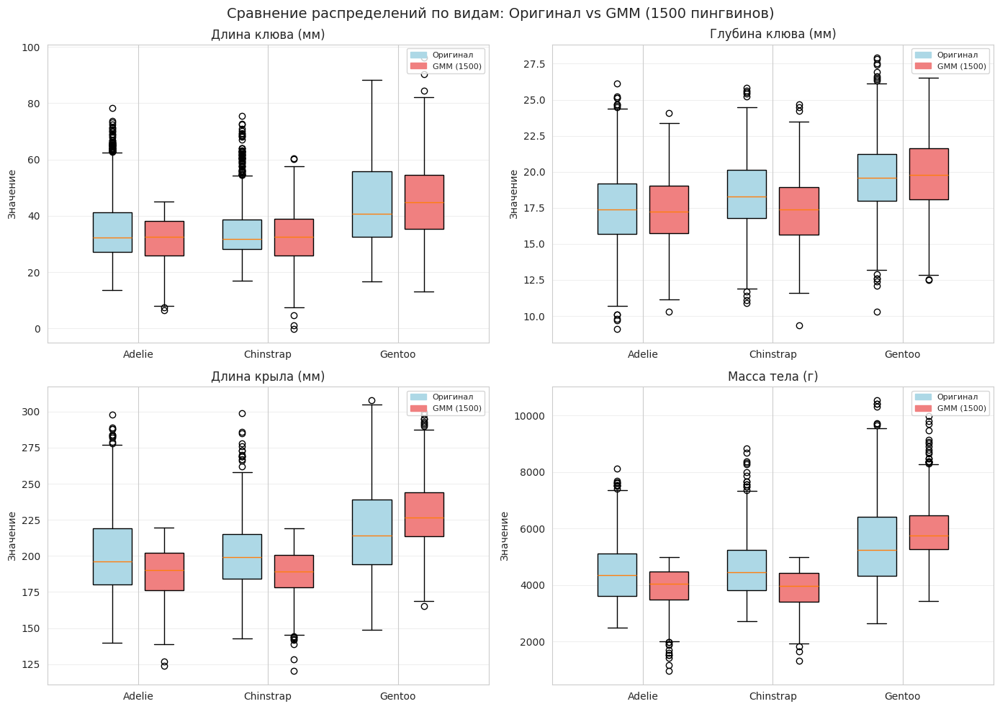 Сравнение распределений по видам: Оригинал vs GMM (1500 пингвинов)
Длина клюва (мм)
Значение
100
80
60
40
20
0
Оригинал
GMM (1500)
Adelie Chinstrap Gentoo
Глубина клюва (мм)
Значение
27.5
25.0
22.5
20.0
17.5
15.0
12.5
10.0
Оригинал
GMM (1500)
Adelie Chinstrap Gentoo
Длина крыла (мм)
Значение
300
275
250
225
200
175
150
125
Оригинал
GMM (1500)
Adelie Chinstrap Gentoo
Масса тела (г)
Значение
10000
8000
6000
4000
2000
Оригинал
GMM (1500)
Adelie Chinstrap Gentoo